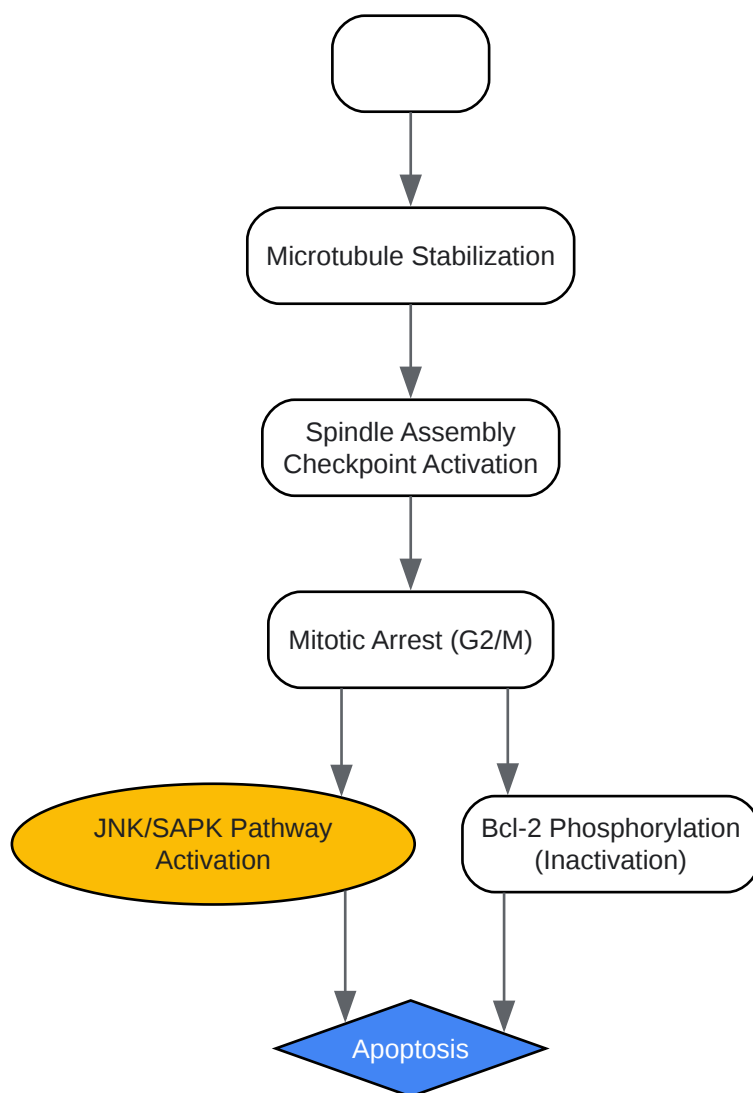 Microtubule Stabilization
Spindle Assembly
Checkpoint Activation
Mitotic Arrest (G2/M)
JNK/SAPK Pathway
Activation
Bcl-2 Phosphorylation
(Inactivation)
Apoptosis